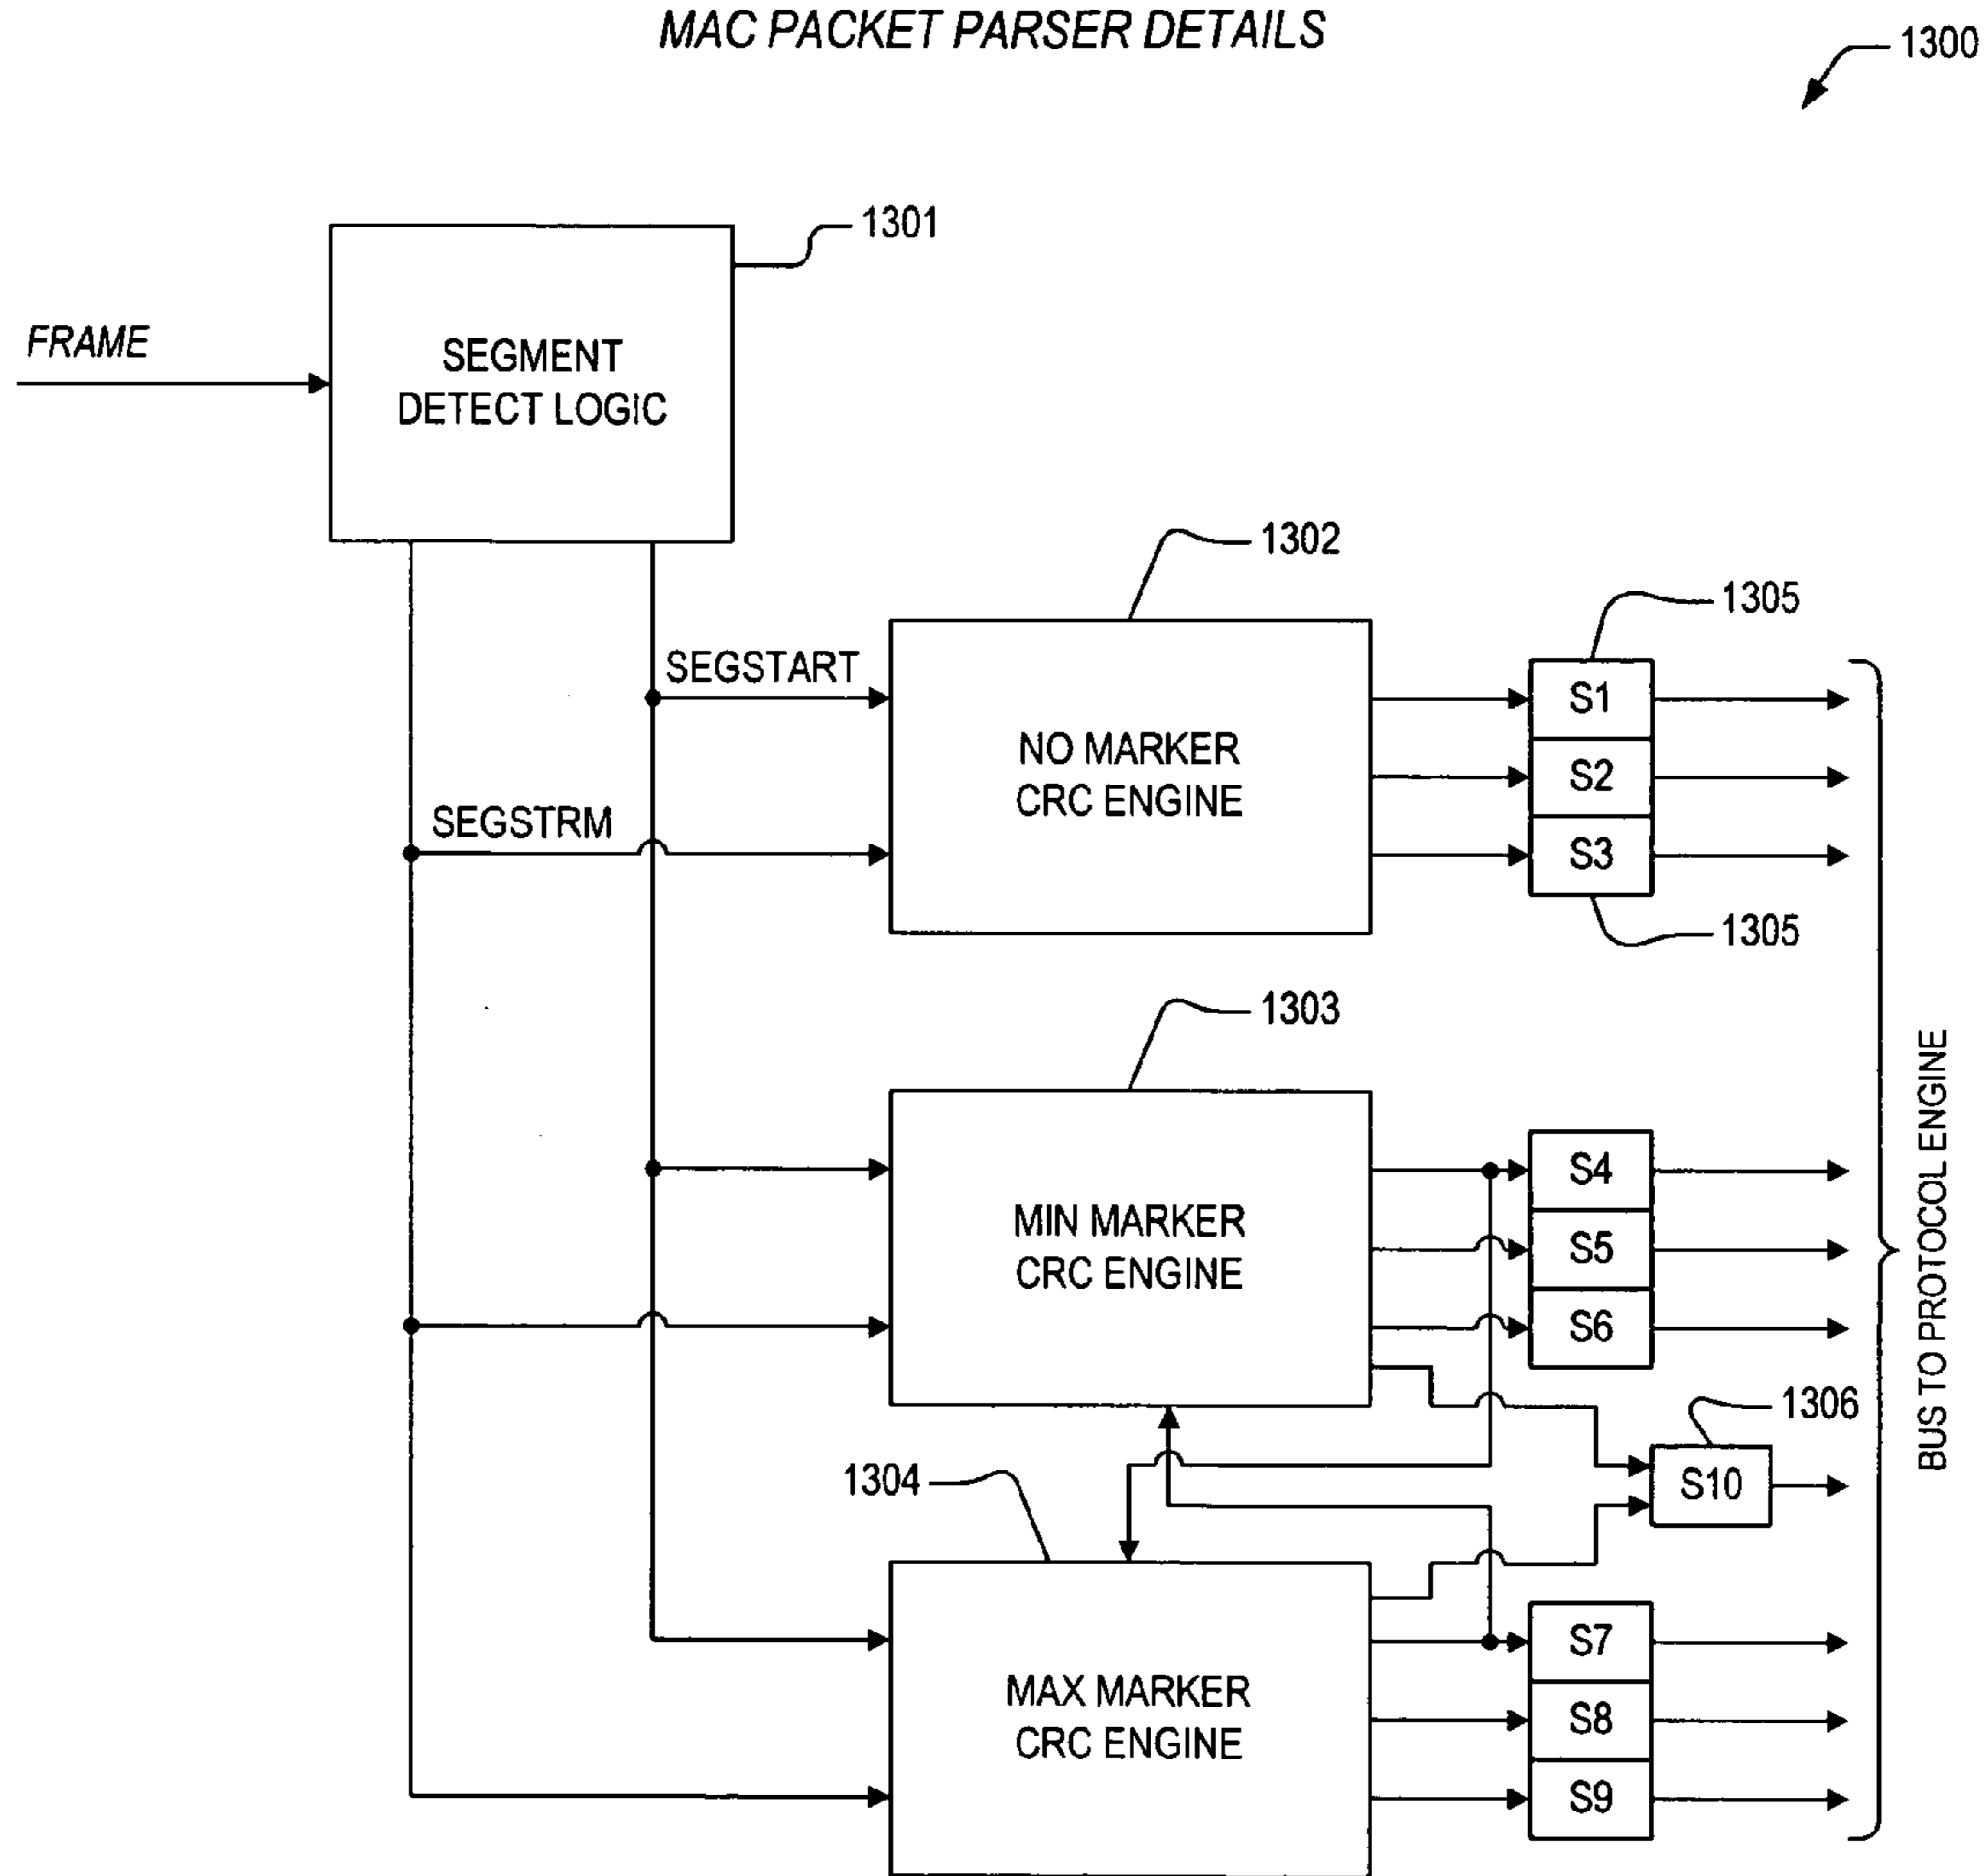 MAC PACKET PARSER DETAILS
1300
1301
FRAME
SEGMENT
DETECT LOGIC
1302
1305
SEGSTART
S1
NO MARKER
CRC ENGINE
S2
SEGSTRM
S3
1305
1303
S4
MIN MARKER
CRC ENGINE
S5
S6
BUS TO PROTOCOL ENGINE
1306
1304
S10
S7
MAX MARKER
CRC ENGINE
S8
S9